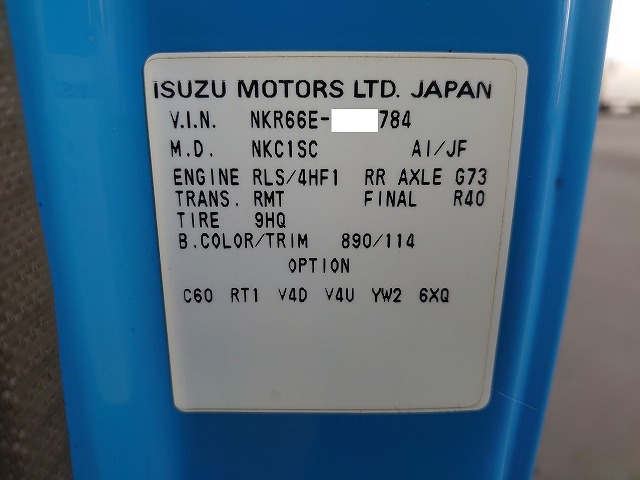 ISUZU MOTORS LTD. JAPAN
V.I.N. NKR66E- 784
M.D. NKC1SC AI/JF
ENGINE RLS/4HF1 RR AXLE G73
TRANS. RMT FINAL R40
TIRE 9HQ
B.COLOR/TRIM 890/114
OPTION
C60 RT1 V4D V4U YW2 6XQ